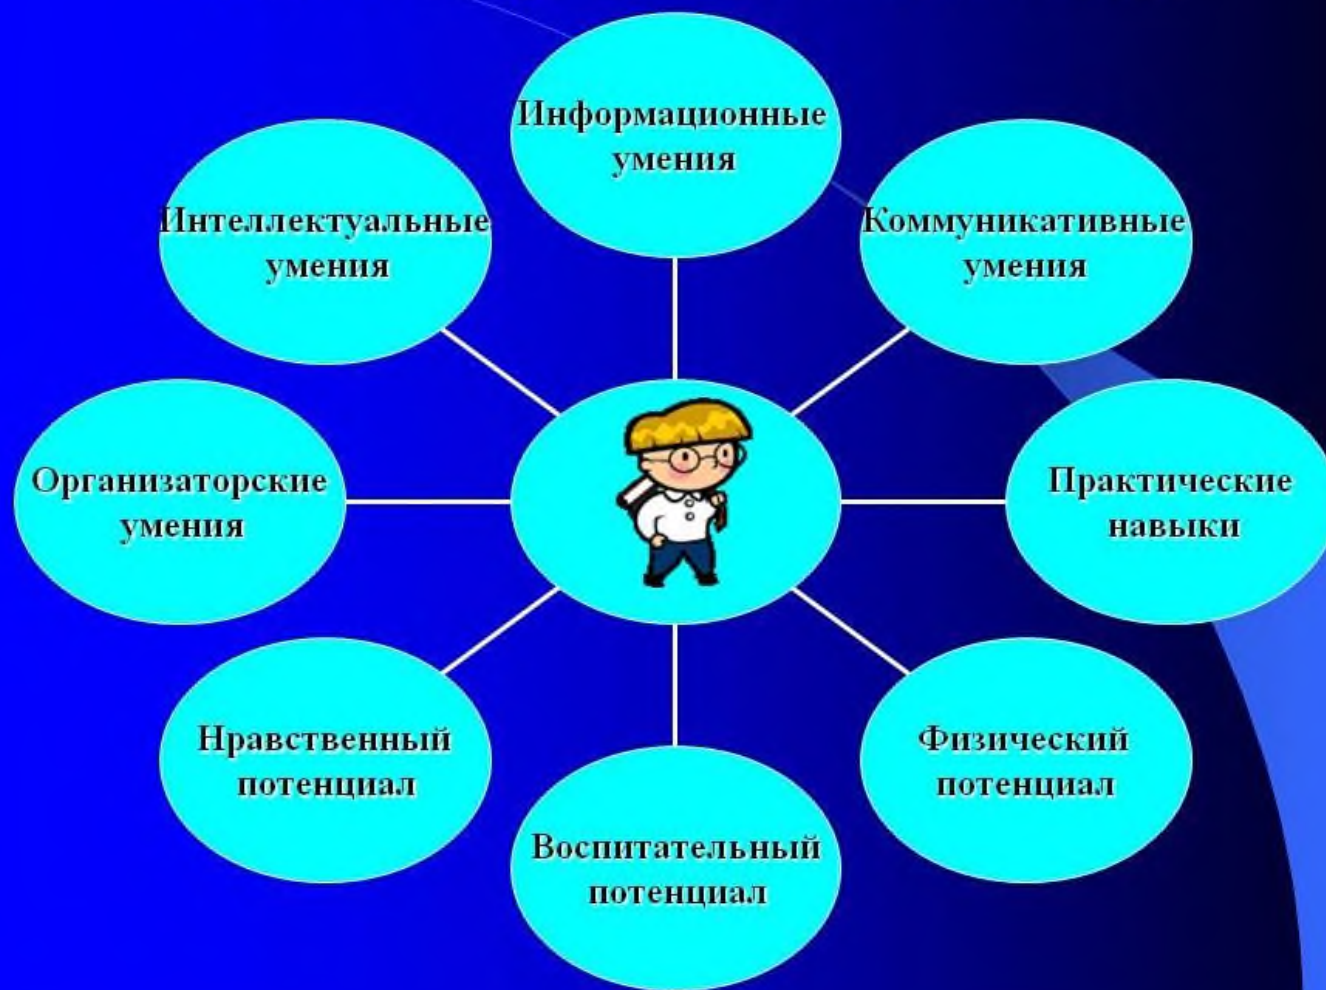 Информационные
умения
Интеллектуальные
умения
Коммуникативные
умения
Организаторские
умения
Практические
навыки
Нравственный
потенциал
Физический
потенциал
Воспитательный
потенциал